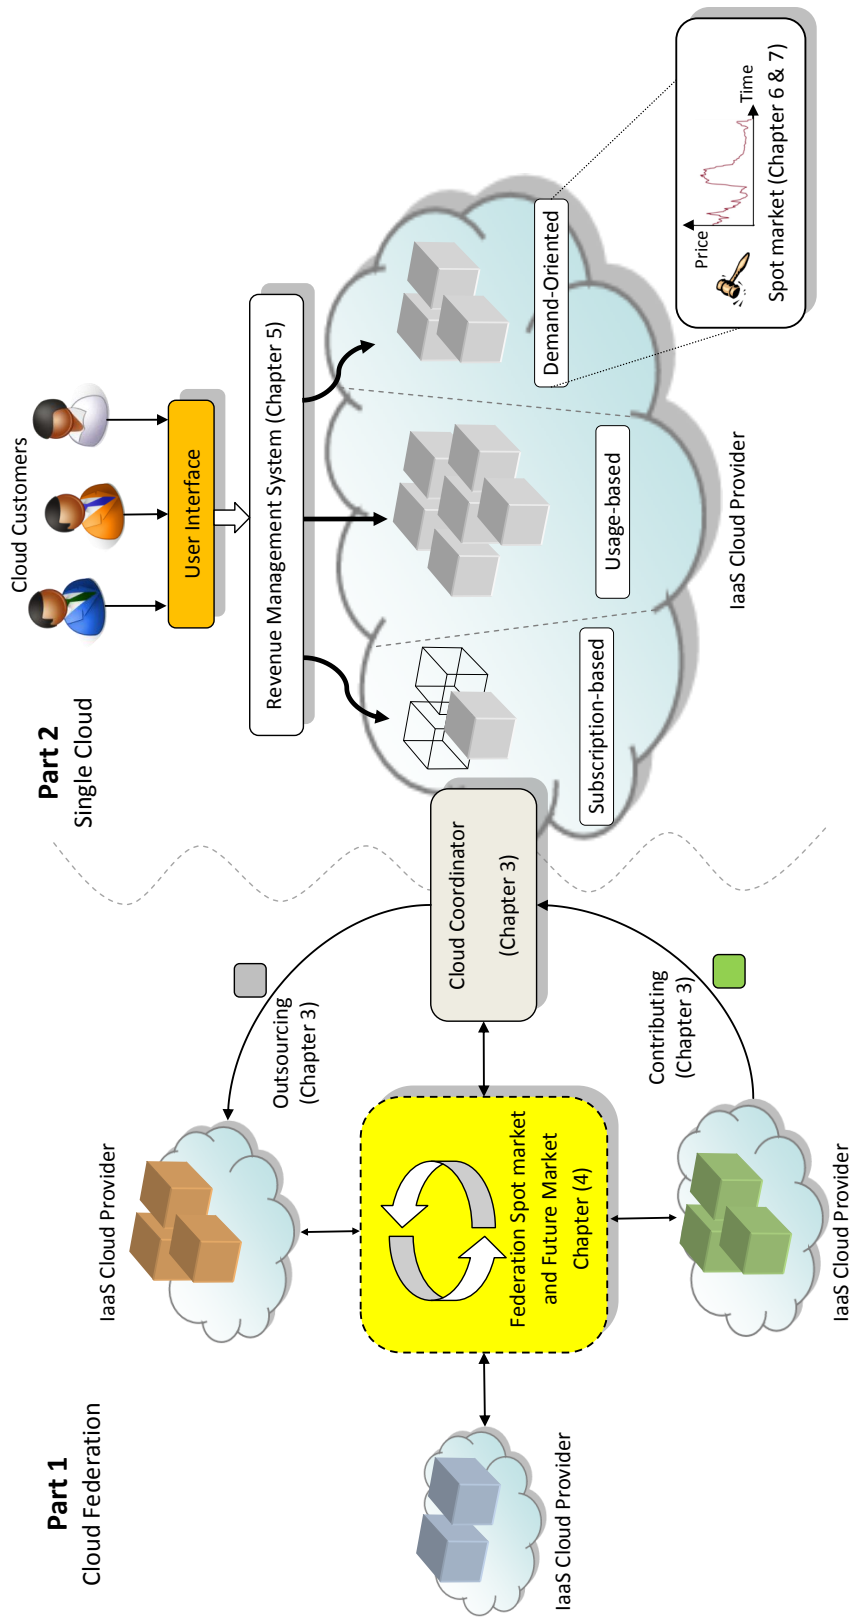 Part 1
Cloud Federation
IaaS Cloud Provider
Outsourcing
(Chapter 3)
IaaS Cloud Provider
Federation Spot market
and Future Market
Chapter (4)
Cloud Coordinator
(Chapter 3)
Contributing
(Chapter 3)
IaaS Cloud Provider
Part 2
Single Cloud
Cloud Customers
User Interface
Revenue Management System (Chapter 5)
Subscription-based
Usage-based
Demand-Oriented
IaaS Cloud Provider
Price
Time
Spot market (Chapter 6 & 7)